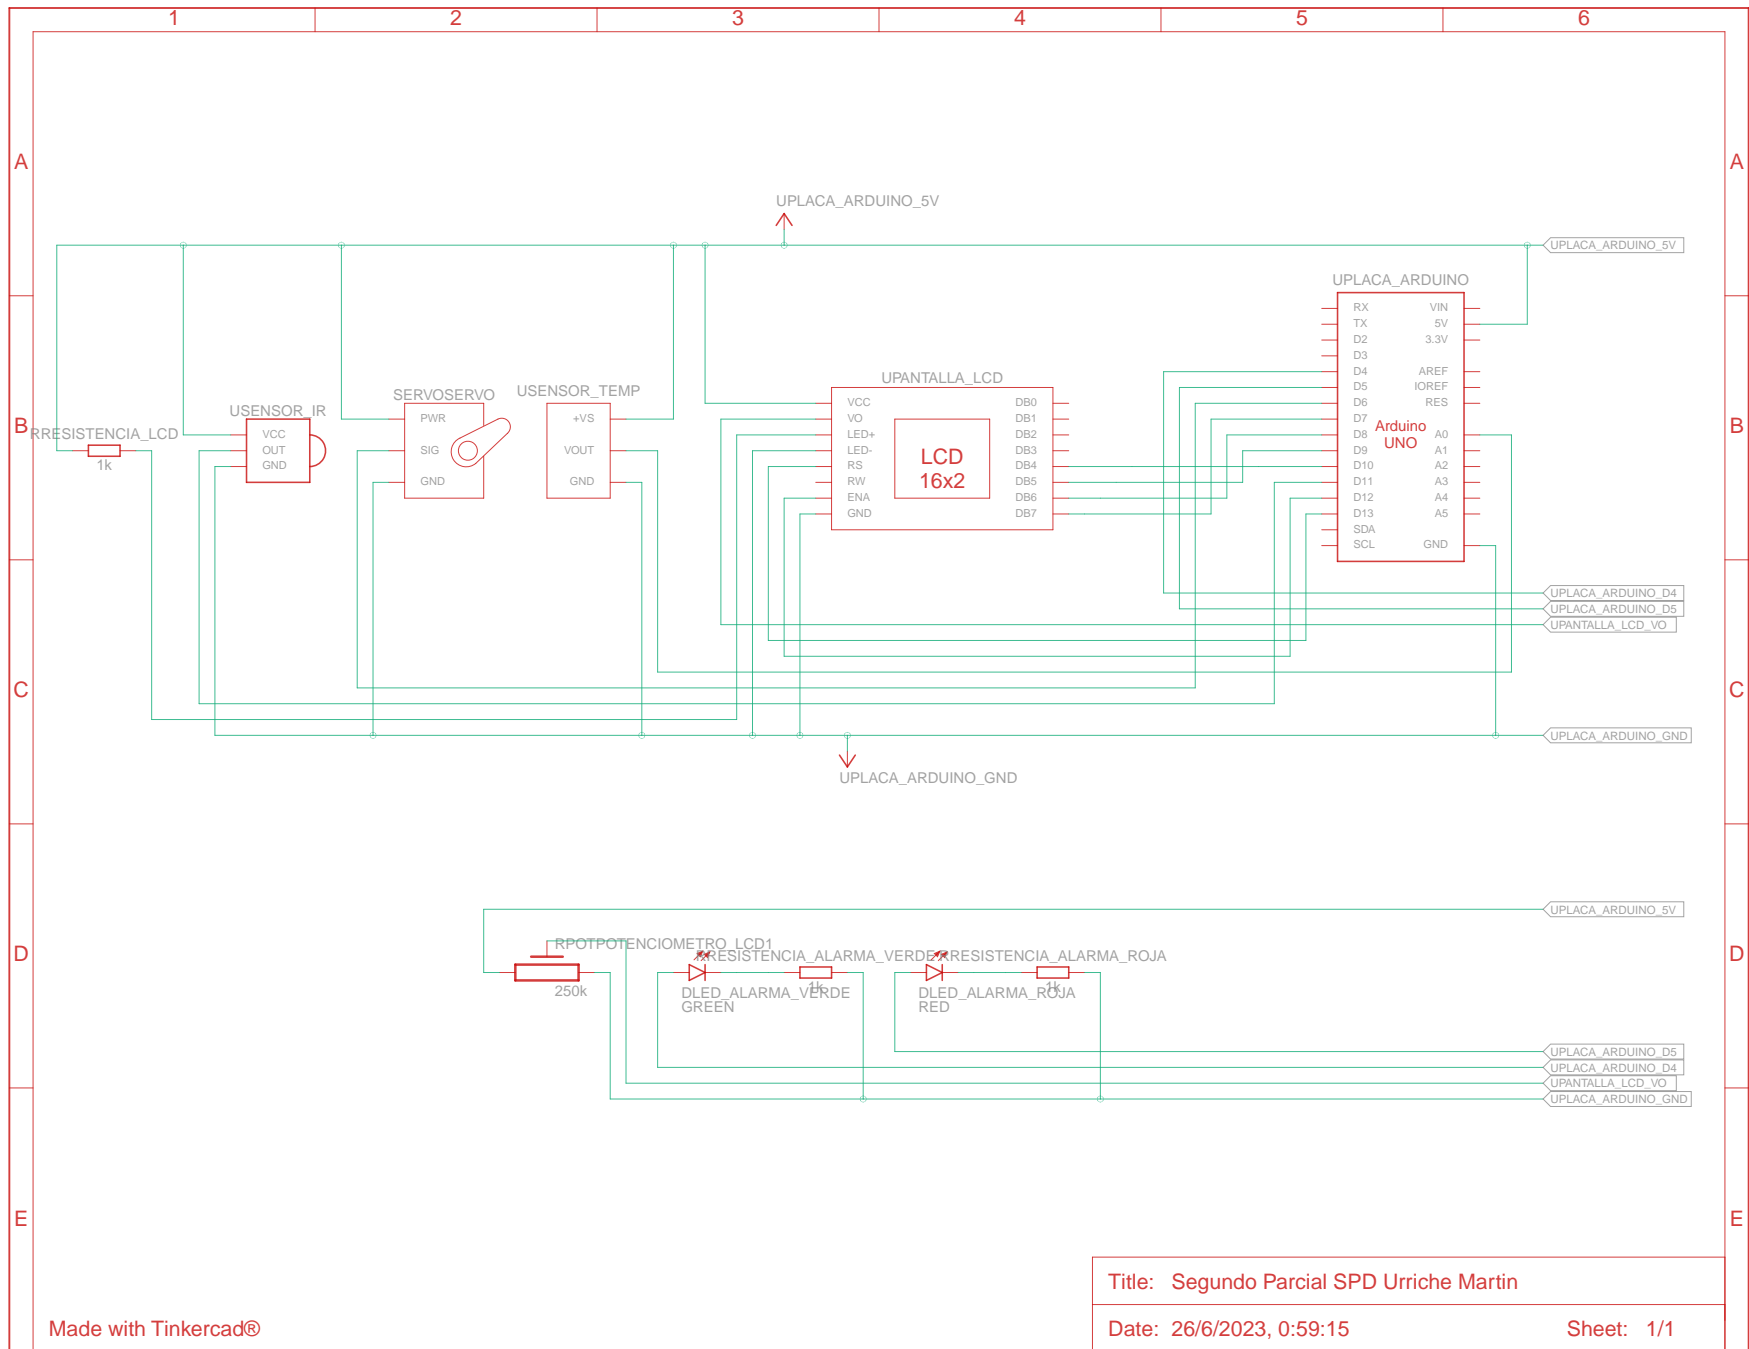 1 2 3 4 5 6
A A
UPLACA_ARDUINO_5V
UPLACA_ARDUINO_5V
UPLACA_ARDUINO
RX VIN
TX 5V
D2 3.3V
D3
D4 AREF
D5 IOREF
D6 RES
D7
D8 A0
D9 A1
D10 A2
D11 A3
D12 A4
D13 A5
SDA
SCL GND
Arduino
UNO
B B
RRESISTENCIA_LCD
1k
USENSOR_IR
VCC
OUT
GND
SERVOSERVO
PWR
SIG
GND
USENSOR_TEMP
+VS
VOUT
GND
UPANTALLA_LCD
VCC DB0
VO DB1
LED+ DB2
LED- DB3
RS DB4
RW DB5
ENA DB6
GND DB7
LCD
16x2
UPLACA_ARDUINO_D4
UPLACA_ARDUINO_D5
UPANTALLA_LCD_VO
C C
UPLACA_ARDUINO_GND
UPLACA_ARDUINO_GND
UPLACA_ARDUINO_5V
D D
RPOTPOTENCIOMETRO_LCD1
250k
RRESISTENCIA_ALARMA_VERDE
1k
DLED_ALARMA_VERDE
GREEN
RRESISTENCIA_ALARMA_ROJA
1k
DLED_ALARMA_ROJA
RED
UPLACA_ARDUINO_D5
UPLACA_ARDUINO_D4
UPANTALLA_LCD_VO
UPLACA_ARDUINO_GND
E E
Title: Segundo Parcial SPD Urriche Martin
Made with Tinkercad®
Date: 26/6/2023, 0:59:15 Sheet: 1/1